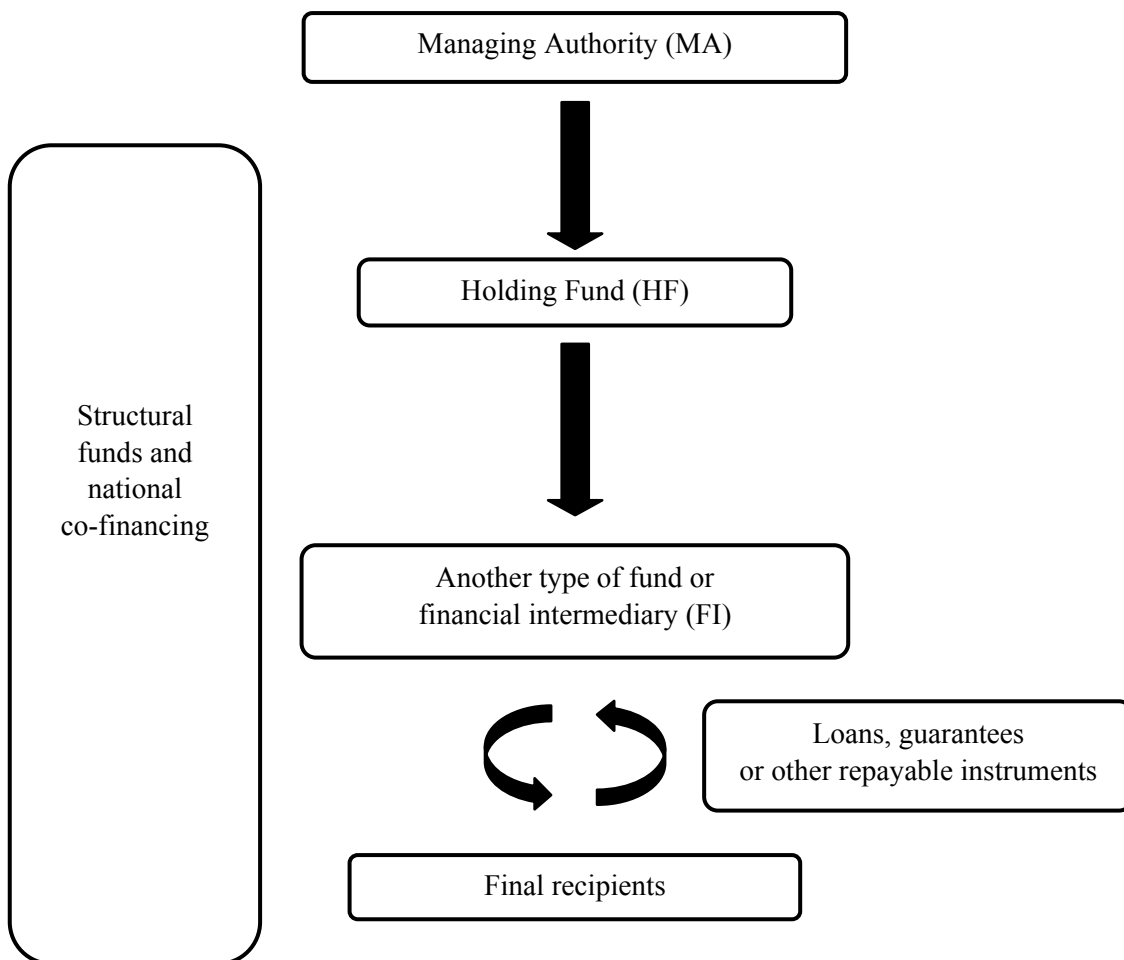 Managing Authority (MA)
Holding Fund (HF)
Structural
funds and
national
co-financing
Another type of fund or
financial intermediary (FI)
Loans, guarantees
or other repayable instruments
Final recipients